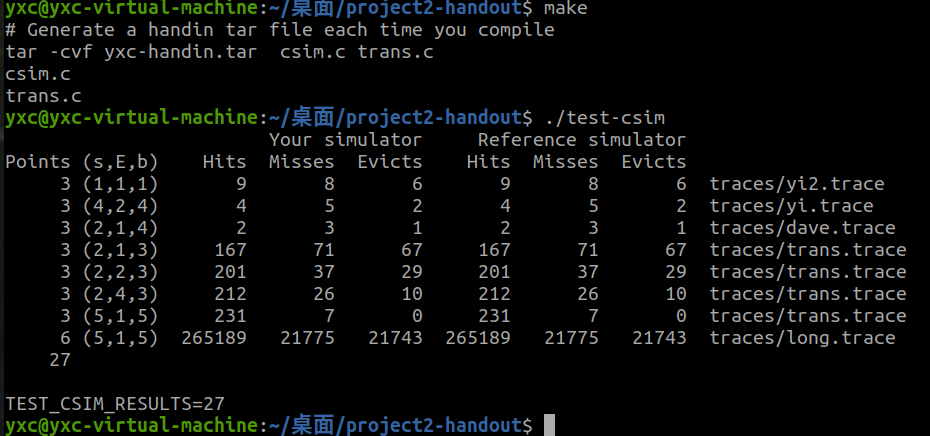 yxc@yxc-virtual-machine:~/桌面/project2-handout$ make
# Generate a handin tar file each time you compile
tar -cvf yxc-handin.tar  csim.c trans.c
csim.c
trans.c
yxc@yxc-virtual-machine:~/桌面/project2-handout$ ./test-csim
                        Your simulator     Reference simulator
Points (s,E,b)    Hits  Misses  Evicts    Hits  Misses  Evicts
     3 (1,1,1)       9       8       6       9       8       6  traces/yi2.trace
     3 (4,2,4)       4       5       2       4       5       2  traces/yi.trace
     3 (2,1,4)       2       3       1       2       3       1  traces/dave.trace
     3 (2,1,3)     167      71      67     167      71      67  traces/trans.trace
     3 (2,2,3)     201      37      29     201      37      29  traces/trans.trace
     3 (2,4,3)     212      26      10     212      26      10  traces/trans.trace
     3 (5,1,5)     231       7       0     231       7       0  traces/trans.trace
     6 (5,1,5)  265189   21775   21743  265189   21775   21743  traces/long.trace
    27

TEST_CSIM_RESULTS=27
yxc@yxc-virtual-machine:~/桌面/project2-handout$